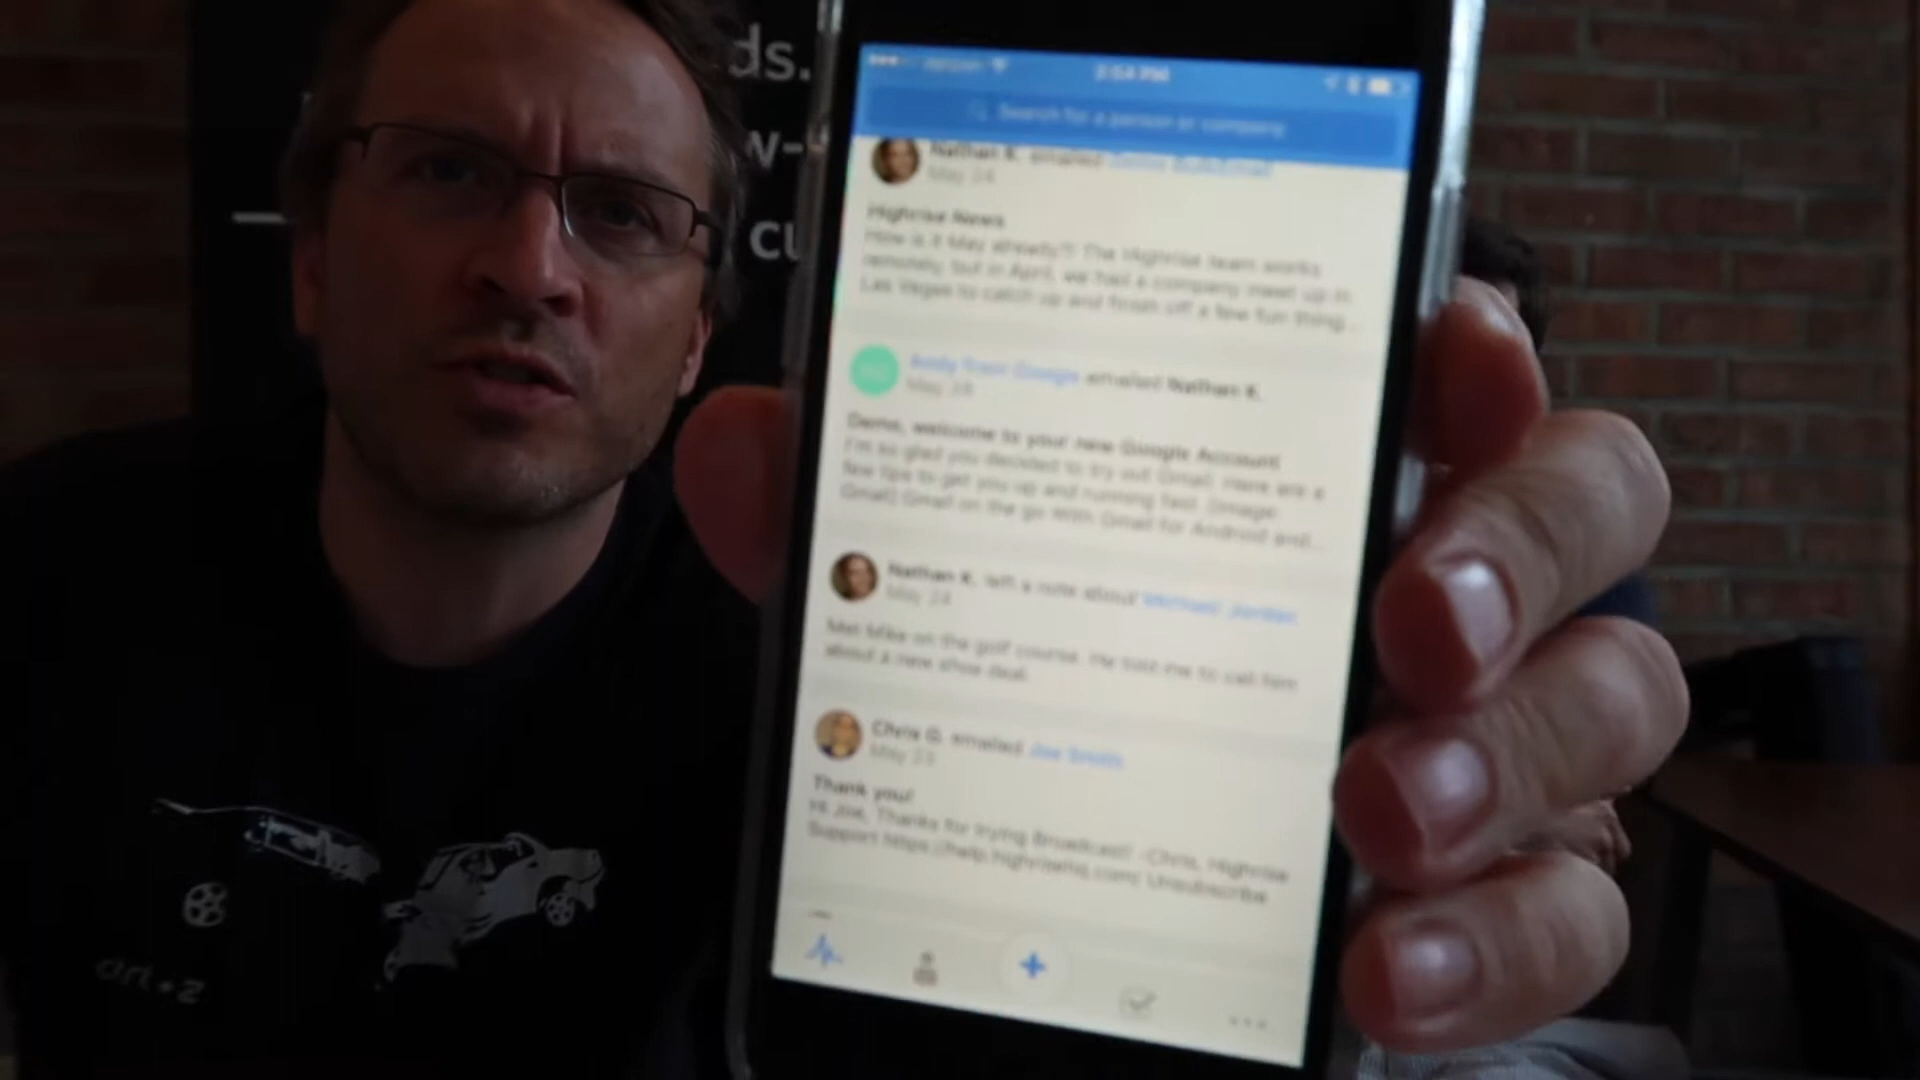 ds.
cu
2:54 PM
Search for a person or company
Nathan K. emailed
May 24
Highrise News
How is it May already?! The Highrise team works
remotely, but in April, we had a company meet up in
Las Vegas to catch up and finish off a few fun thing...
Andy from Google emailed Nathan K.
May 24
Demo, welcome to your new Google Account
I'm so glad you decided to try out Gmail. Here are a
few tips to get you up and running fast. [image:
Gmail] Gmail on the go With Gmail for Android and...
Nathan K. left a note about Michael Jordan
May 24
Met Mike on the golf course. He told me to call him
about a new shoe deal.
Chris G. emailed Joe Smith
May 23
Thank you!
Hi Joe, Thanks for trying Broadcast! -Chris, Highrise
Support https://help.highrisehq.com/ Unsubscribe
ctrl+Z